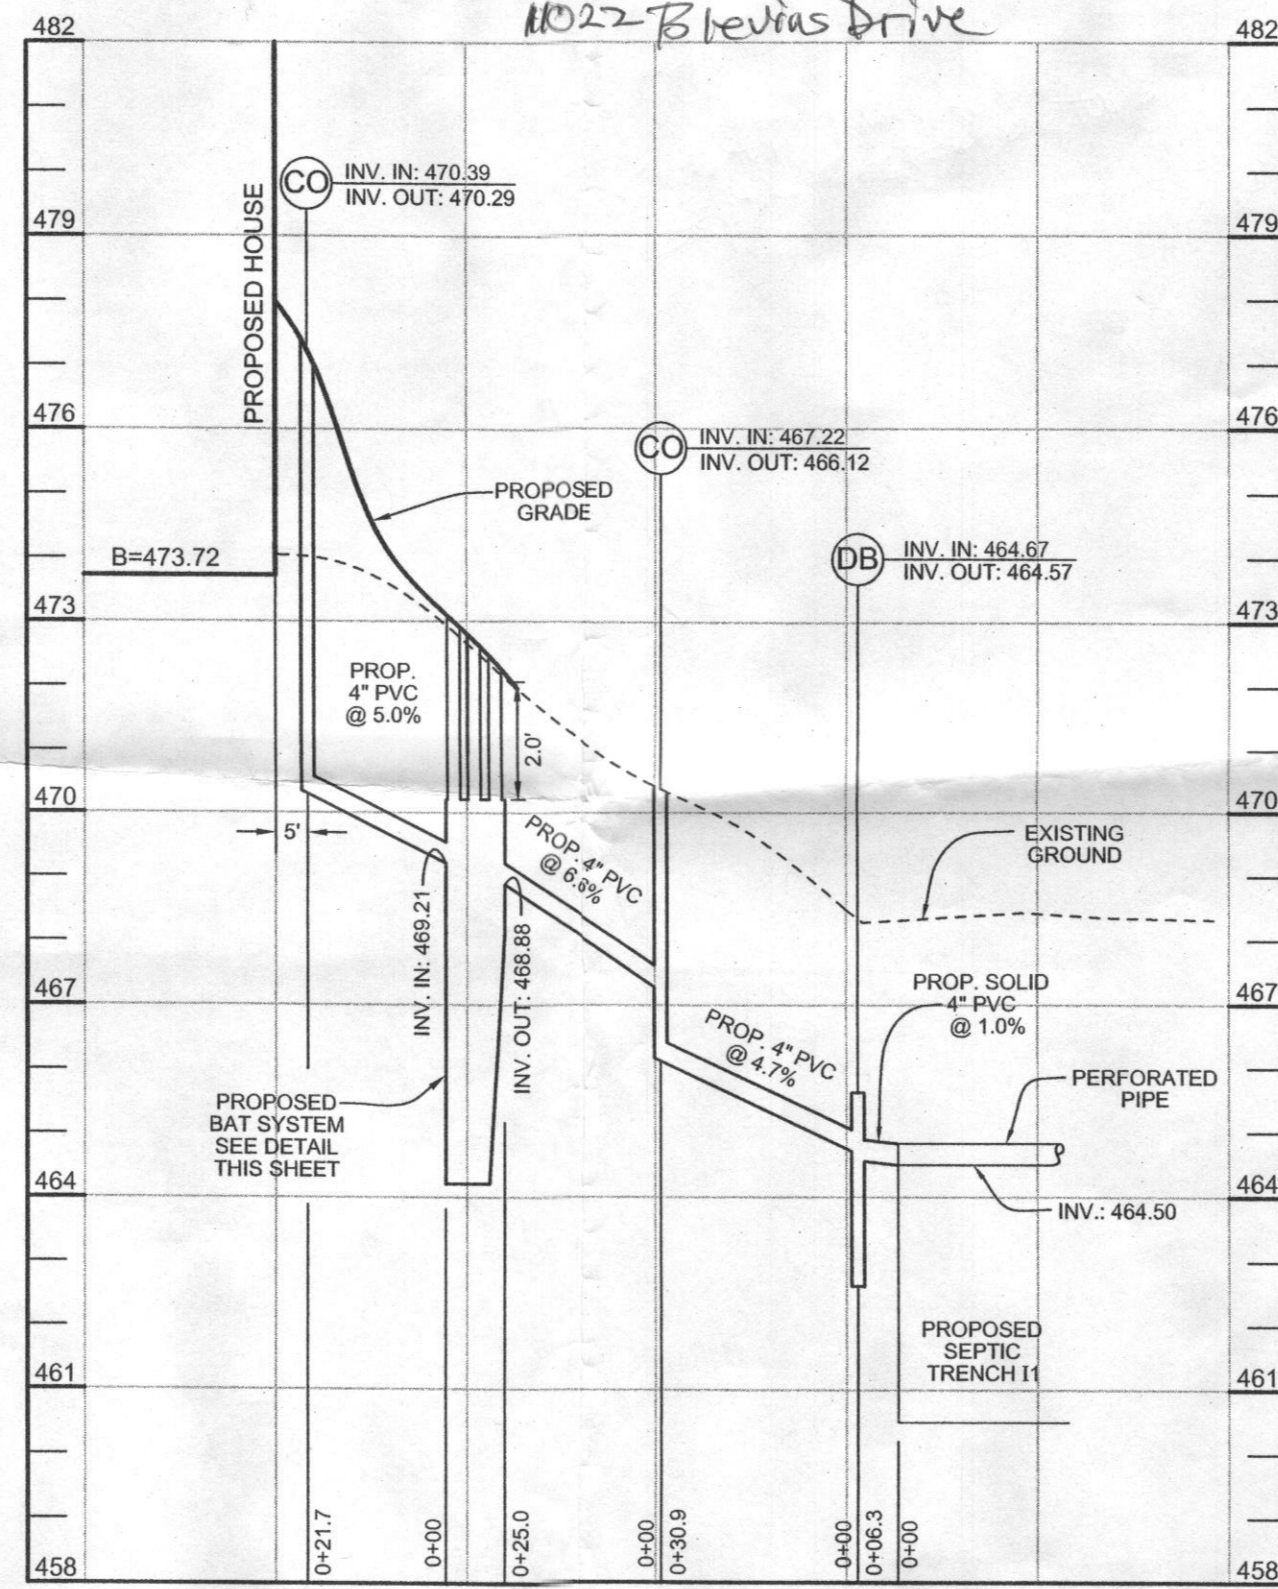 11022 Blevins Drive
482
482
CO
INV. IN: 470.39
INV. OUT: 470.29
479
479
PROPOSED HOUSE
476
476
CO
INV. IN: 467.22
INV. OUT: 466.12
PROPOSED
GRADE
B=473.72
DB
INV. IN: 464.67
INV. OUT: 464.57
473
473
PROP.
4" PVC
@ 5.0%
2.0'
470
470
5'
PROP. 4" PVC
@ 6.6%
EXISTING
GROUND
INV. IN: 469.21
INV. OUT: 468.88
467
467
PROP. SOLID
4" PVC
@ 1.0%
PROP. 4" PVC
@ 4.7%
PERFORATED
PIPE
PROPOSED
BAT SYSTEM
SEE DETAIL
THIS SHEET
464
464
INV.: 464.50
PROPOSED
SEPTIC
TRENCH I1
461
461
0+21.7
0+00
0+25.0
0+00
0+30.9
0+00
0+06.3
0+00
458
458